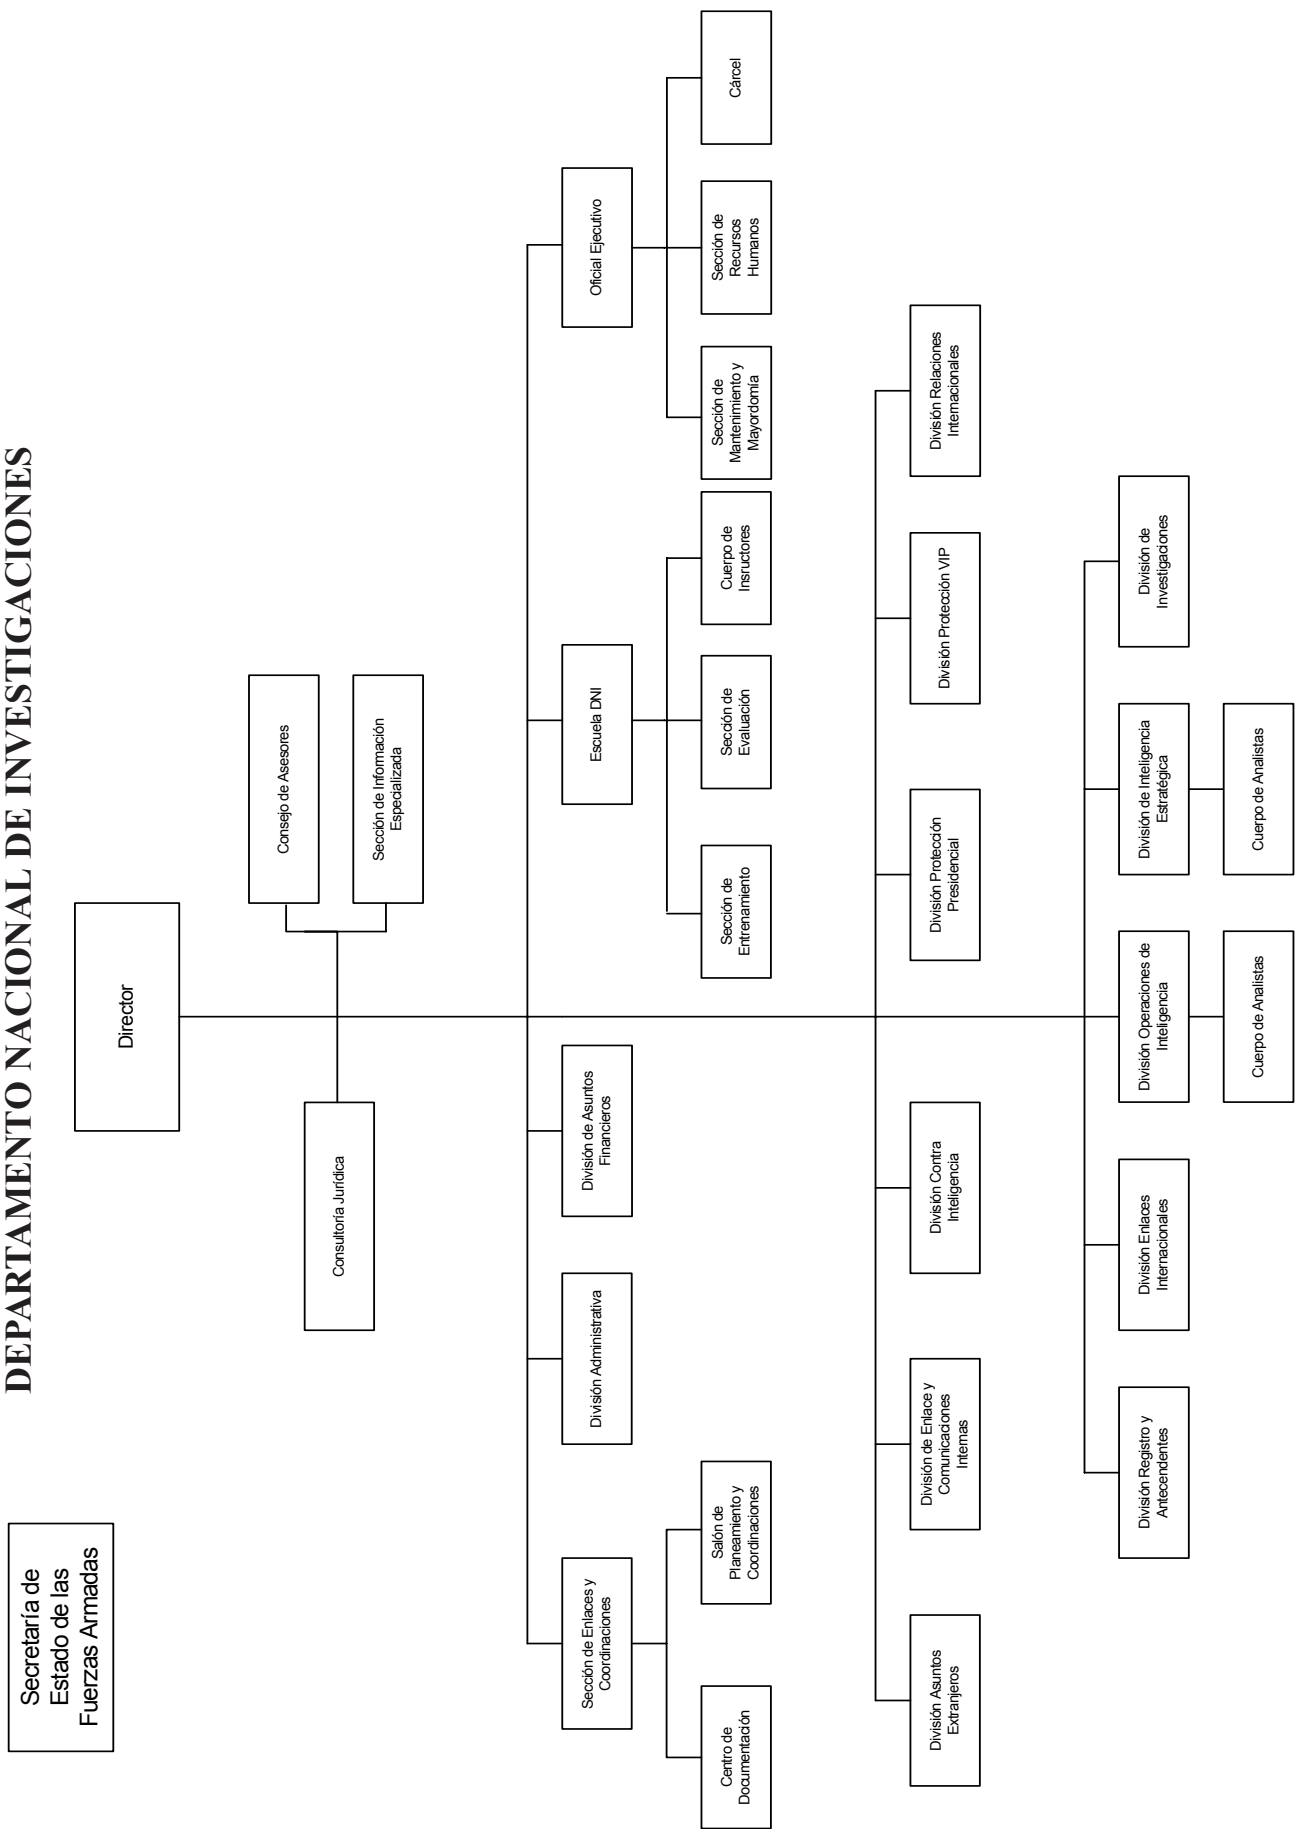 DEPARTAMENTO NACIONAL DE INVESTIGACIONES
Secretaría de
Estado de las
Fuerzas Armadas
Director
Consejo de Asesores
Sección de Información
Especializada
Consultoría Jurídica
Sección de Enlaces y
Coordinaciones
División Administrativa
División de Asuntos
Financieros
Escuela DNI
Oficial Ejecutivo
Centro de
Documentación
Salón de
Planeamiento y
Coordinaciones
Sección de
Entrenamiento
Sección de
Evaluación
Cuerpo de
Insructores
Sección de
Mantenimiento y
Mayordomía
Sección de
Recursos
Humanos
Cárcel
División Asuntos
Extranjeros
División de Enlace y
Comunicaciones
Internas
División Contra
Inteligencia
División Protección
Presidencial
División Protección VIP
División Relaciones
Internacionales
División Registro y
Antecendentes
División Enlaces
Internacionales
División Operaciones de
Inteligencia
División de Inteligencia
Estratégica
División de
Investigaciones
Cuerpo de Analistas
Cuerpo de Analistas